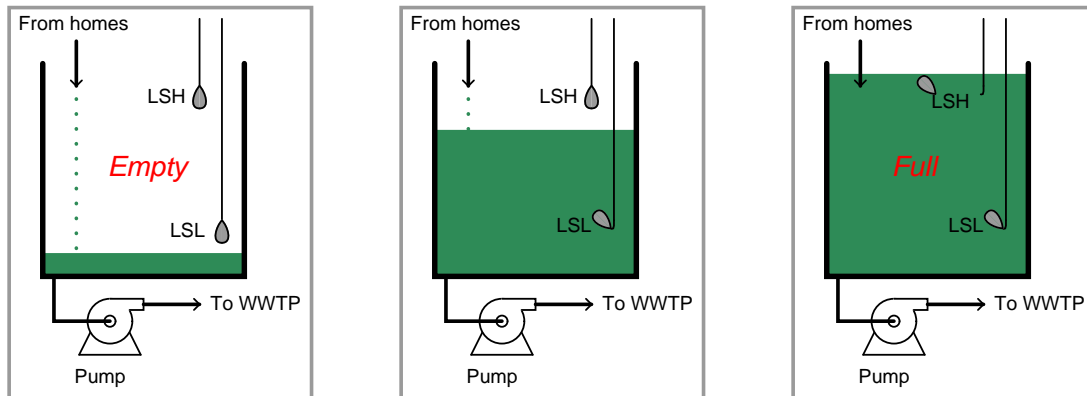 From homes
LSH
Empty
LSL
To WWTP
Pump
From homes
LSH
LSL
To WWTP
Pump
From homes
LSH
Full
LSL
To WWTP
Pump